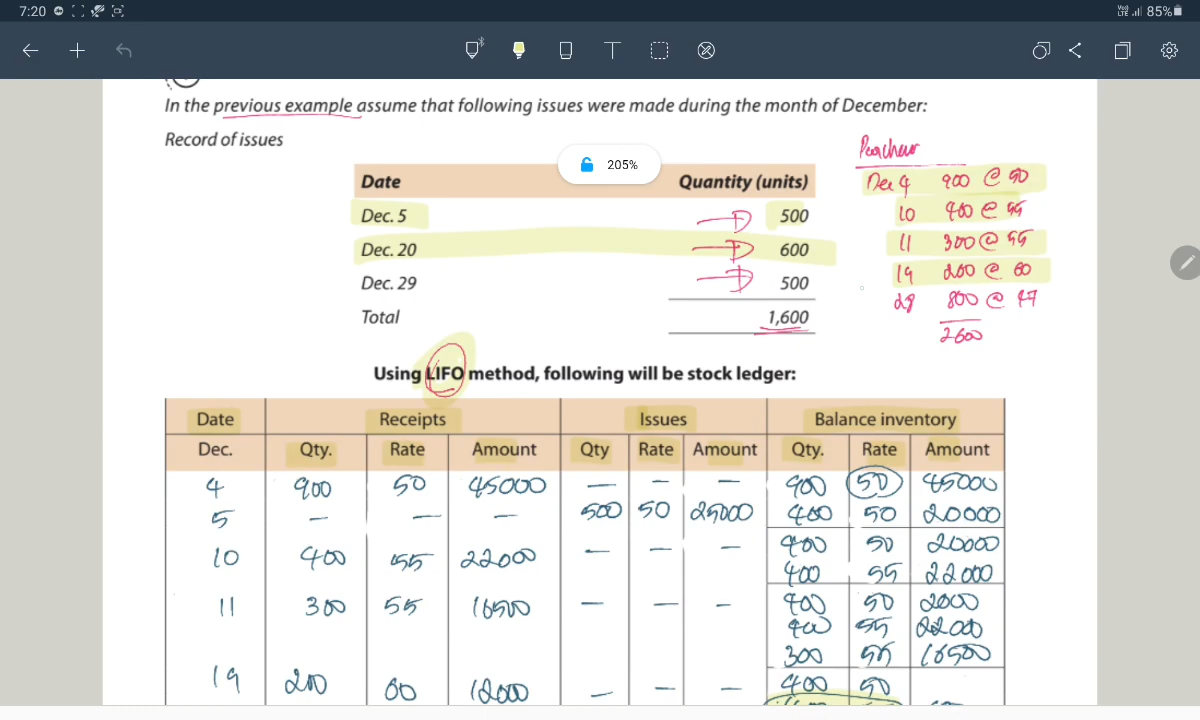 7:20 VoD LTE 85%
T
In the previous example assume that following issues were made during the month of December:
Record of issues
205%
Date Quantity (units)
Dec. 5 500
Dec. 20 600
Dec. 29 500
Total 1,600
Dec 4 900 @ 50
10 400 @ 55
11 300 @ 55
19 200 @ 60
28 800 @ 47
2600
Using LIFO method, following will be stock ledger:
Date Receipts Issues Balance inventory
Dec. Qty. Rate Amount Qty Rate Amount Qty. Rate Amount
4 900 50 45000 — — — 900 50 45000
5 — — — 500 50 25000 400 50 20000
400 50 20000
10 400 55 22000 — — — 400 55 22000
11 300 55 16500 — — — 400 50 2000
400 55 22000
300 55 16500
19 200 60 12000 — — — 400 50